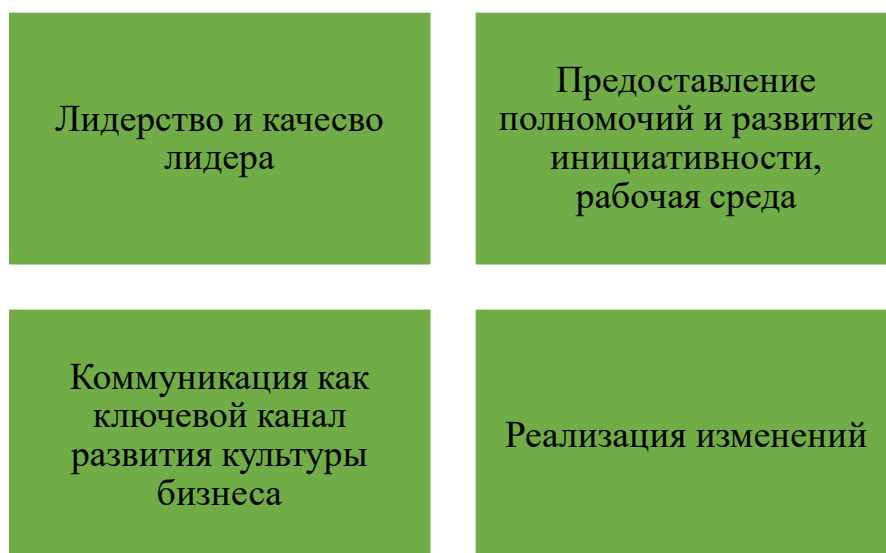 Лидерство и качесво
лидера
Предоставление
полномочий и развитие
инициативности,
рабочая среда
Коммуникация как
ключевой канал
развития культуры
бизнеса
Реализация изменений